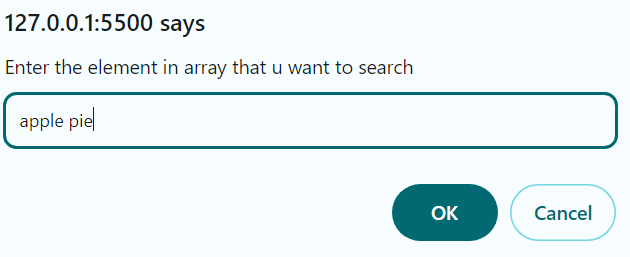 127.0.0.1:5500 says
Enter the element in array that u want to search
apple pie
OK Cancel